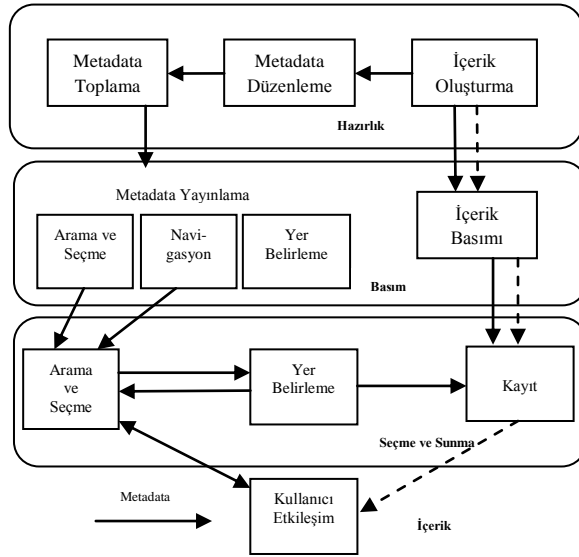 Metadata
Toplama
Metadata
Düzenleme
İçerik
Oluşturma
Hazırlık
Metadata Yayınlama
Arama ve
Seçme
Navi-
gasyon
Yer
Belirleme
İçerik
Basımı
Basım
Arama
ve
Seçme
Yer
Belirleme
Kayıt
Seçme ve Sunma
Metadata
Kullanıcı
Etkileşim
İçerik